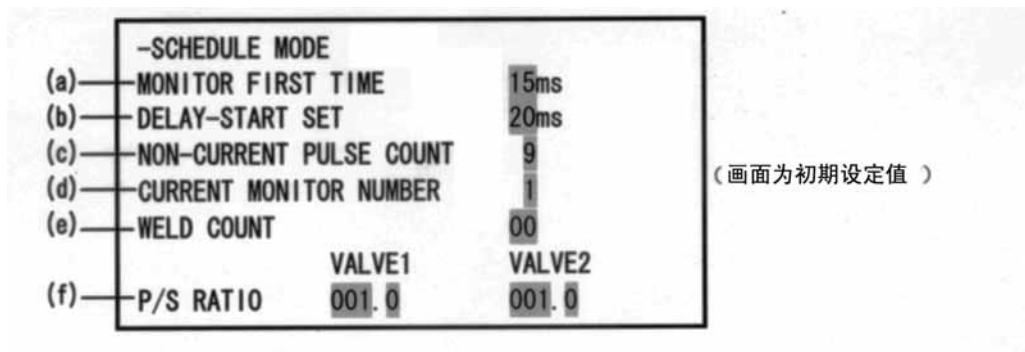 -SCHEDULE MODE
(a) MONITOR FIRST TIME 15ms
(b) DELAY-START SET 20ms
(c) NON-CURRENT PULSE COUNT 9
(d) CURRENT MONITOR NUMBER 1
(e) WELD COUNT 00
VALVE1 VALVE2
(f) P/S RATIO 001.0 001.0
(画面为初期设定值 )